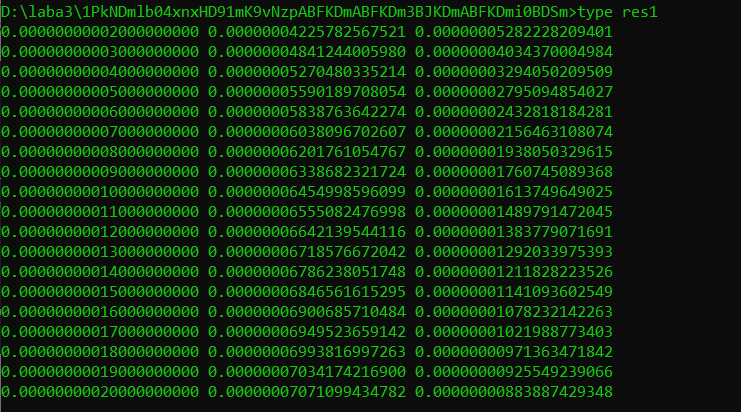 D:\laba3\1PkNDmlb04xnxHD91mK9vNzpABFKDmABFKDm3BJKDmABFKDmi0BDSm>type res1
0.00000000002000000000 0.00000004225782567521 0.00000005282228209401
0.00000000003000000000 0.00000004841244005980 0.00000004034370004984
0.00000000004000000000 0.00000005270480335214 0.00000003294050209509
0.00000000005000000000 0.00000005590189708054 0.00000002795094854027
0.00000000006000000000 0.00000005838763642274 0.00000002432818184281
0.00000000007000000000 0.00000006038096702607 0.00000002156463108074
0.00000000008000000000 0.00000006201761054767 0.00000001938050329615
0.00000000009000000000 0.00000006338682321724 0.00000001760745089368
0.00000000010000000000 0.00000006454998596099 0.00000001613749649025
0.00000000011000000000 0.00000006555082476998 0.00000001489791472045
0.00000000012000000000 0.00000006642139544116 0.00000001383779071691
0.00000000013000000000 0.00000006718576672042 0.00000001292033975393
0.00000000014000000000 0.00000006786238051748 0.00000001211828223526
0.00000000015000000000 0.00000006846561615295 0.00000001141093602549
0.00000000016000000000 0.00000006900685710484 0.00000001078232142263
0.00000000017000000000 0.00000006949523659142 0.00000001021988773403
0.00000000018000000000 0.00000006993816997263 0.00000000971363471842
0.00000000019000000000 0.00000007034174216900 0.00000000925549239066
0.00000000020000000000 0.00000007071099434782 0.00000000883887429348